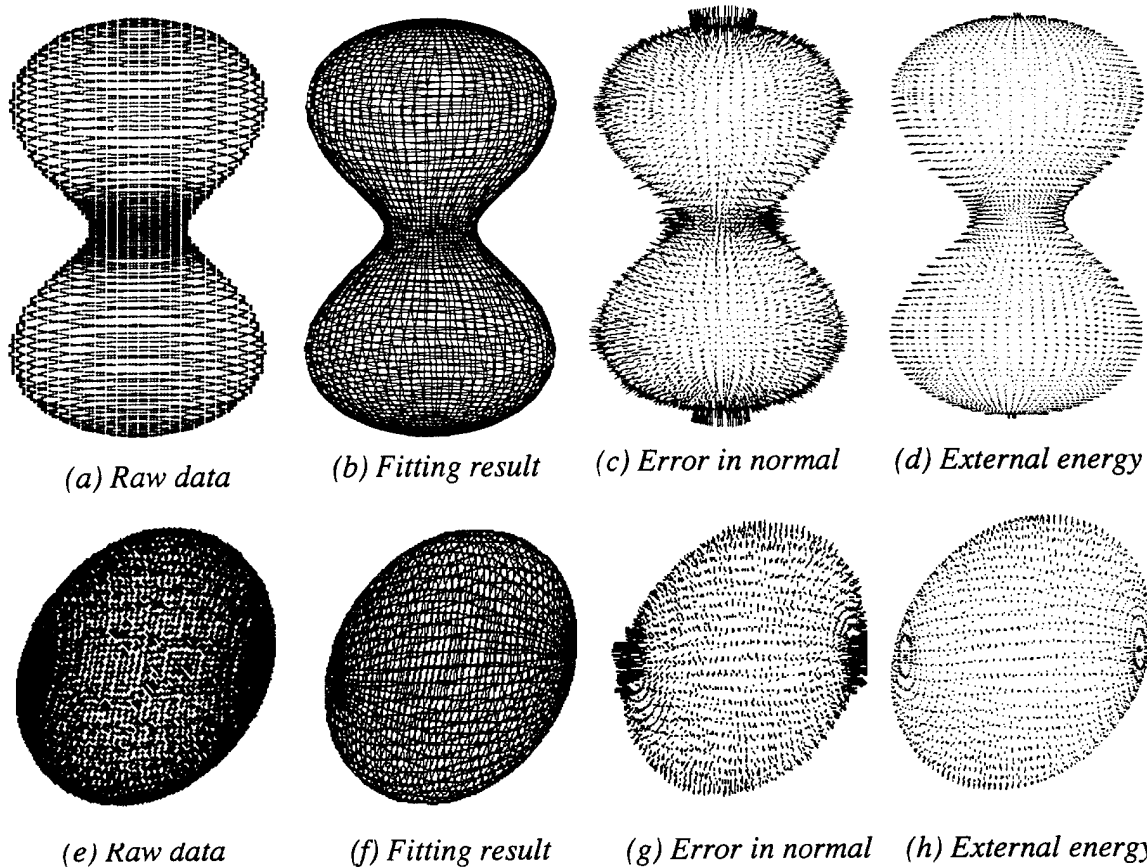 (a) Raw data
(b) Fitting result
(c) Error in normal
(d) External energy
(e) Raw data
(f) Fitting result
(g) Error in normal
(h) External energy